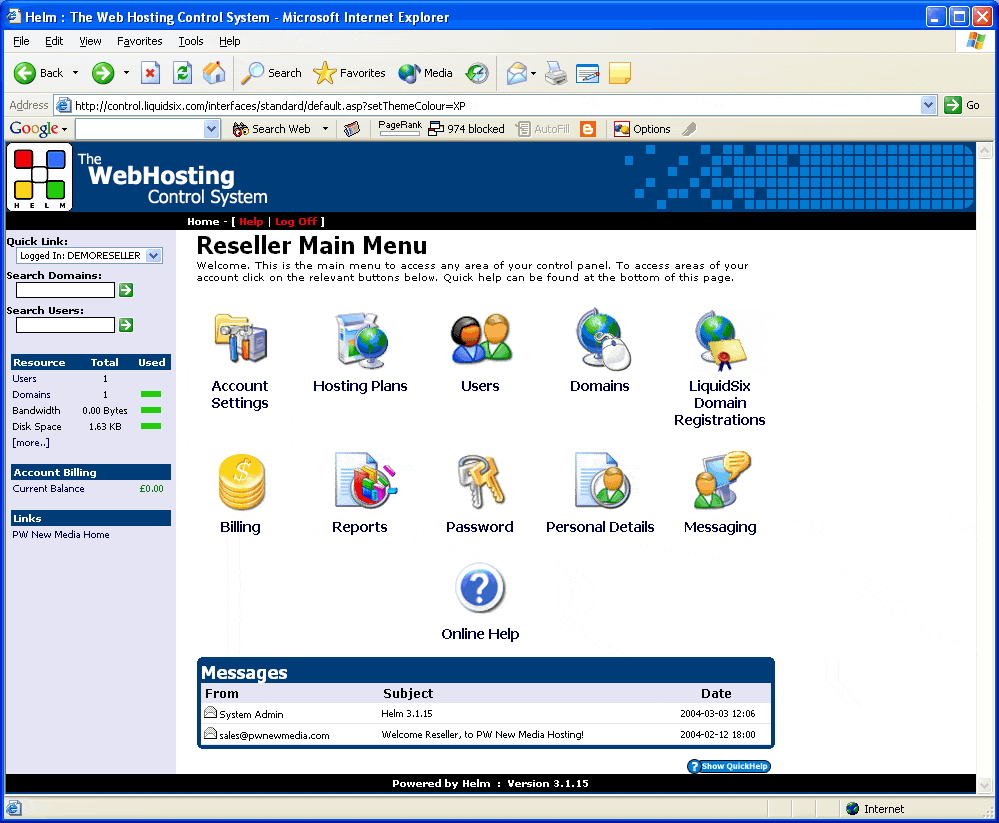 Helm : The Web Hosting Control System - Microsoft Internet Explorer
File Edit View Favorites Tools Help
Back Search Favorites Media
Address http://control.liquidsix.com/interfaces/standard/default.asp?setThemeColour=XP Go
Google Search Web PageRank 974 blocked AutoFill Options
The
WebHosting
Control System
H E L M
Home - [ Help | Log Off ]
Quick Link:
Logged In: DEMORESELLER
Search Domains:
Search Users:
Resource Total Used
Users 1
Domains 1
Bandwidth 0.00 Bytes
Disk Space 1.63 KB
[more..]
Account Billing
Current Balance £0.00
Links
PW New Media Home
Reseller Main Menu
Welcome. This is the main menu to access any area of your control panel. To access areas of your
account click on the relevant buttons below. Quick help can be found at the bottom of this page.
Account
Settings
Hosting Plans
Users
Domains
LiquidSix
Domain
Registrations
Billing
Reports
Password
Personal Details
Messaging
Online Help
Messages
From Subject Date
System Admin Helm 3.1.15 2004-03-03 12:06
sales@pwnewmedia.com Welcome Reseller, to PW New Media Hosting! 2004-02-12 18:00
? Show QuickHelp
Powered by Helm : Version 3.1.15
Internet